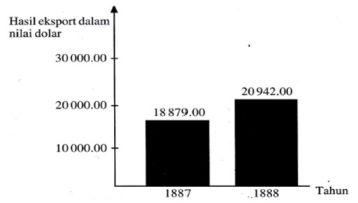 Hasil eksport dalam
nilai dolar
30 000.00
20 942.00
20 000.00
18 879.00
10 000.00
1887
1888
Tahun